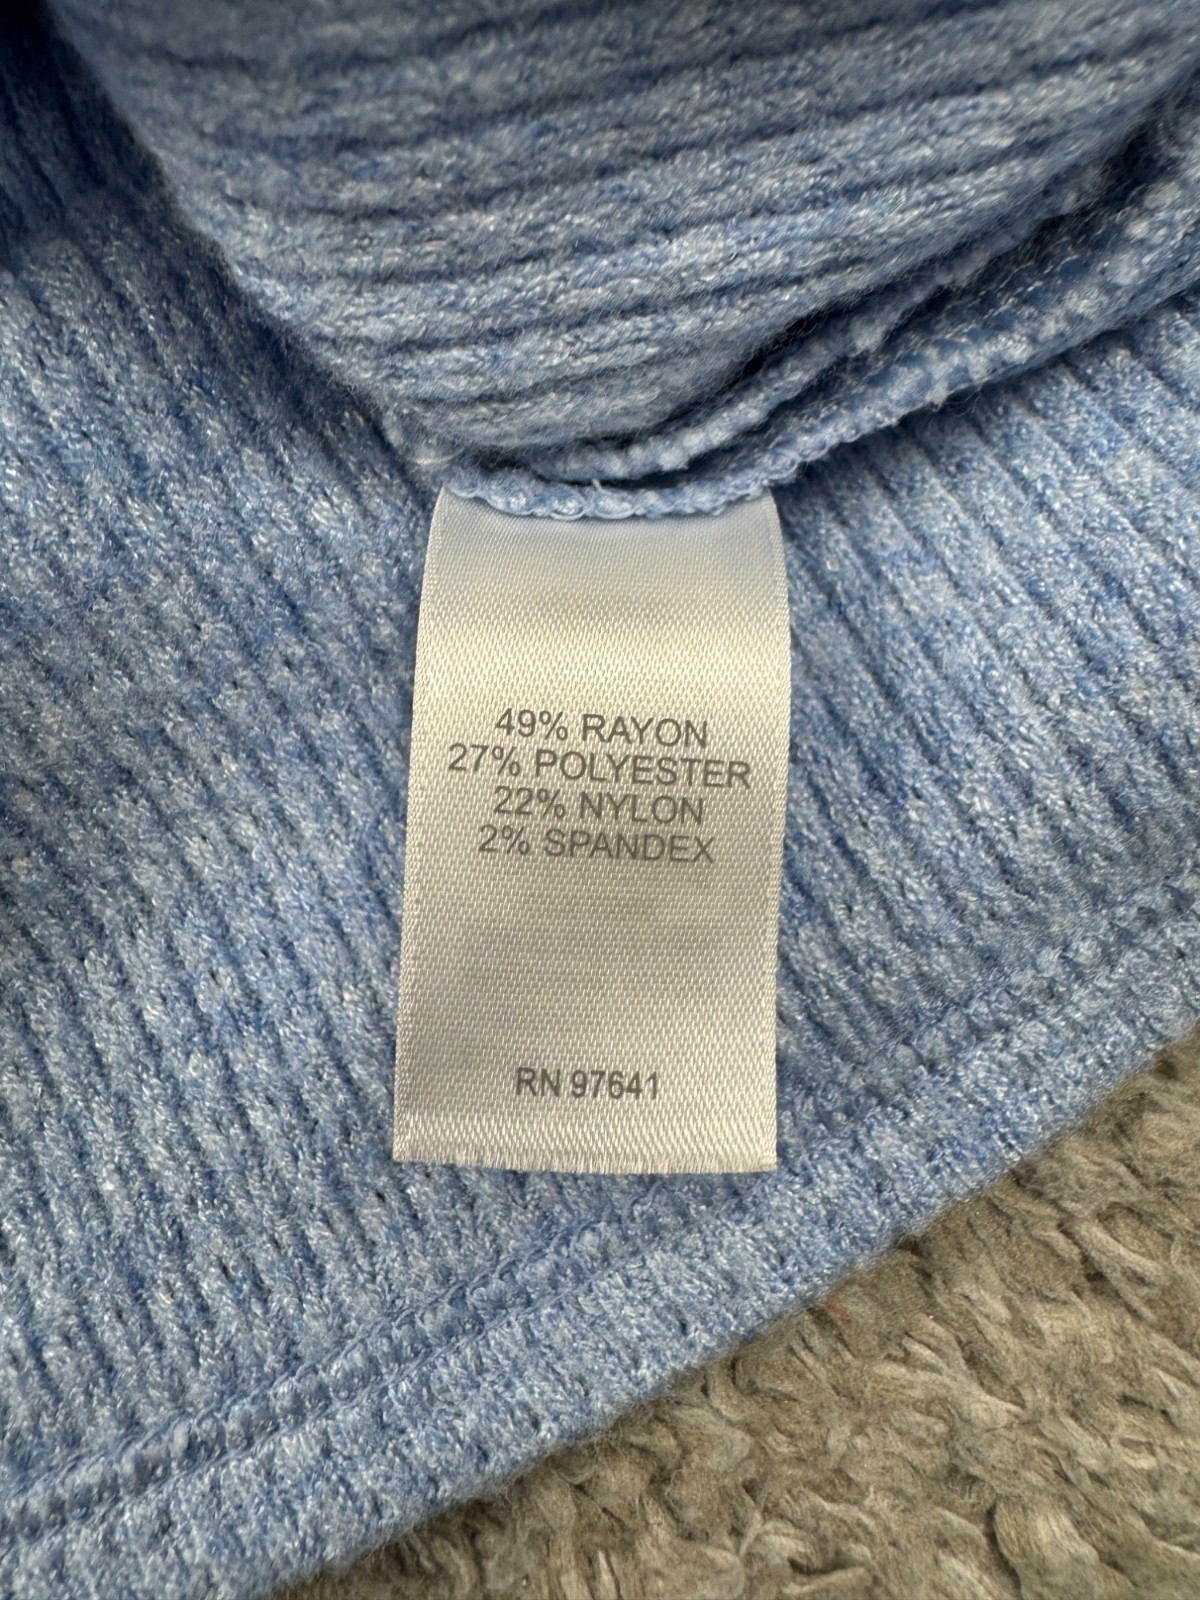 49% RAYON
27% POLYESTER
22% NYLON
2% SPANDEX
RN 97641